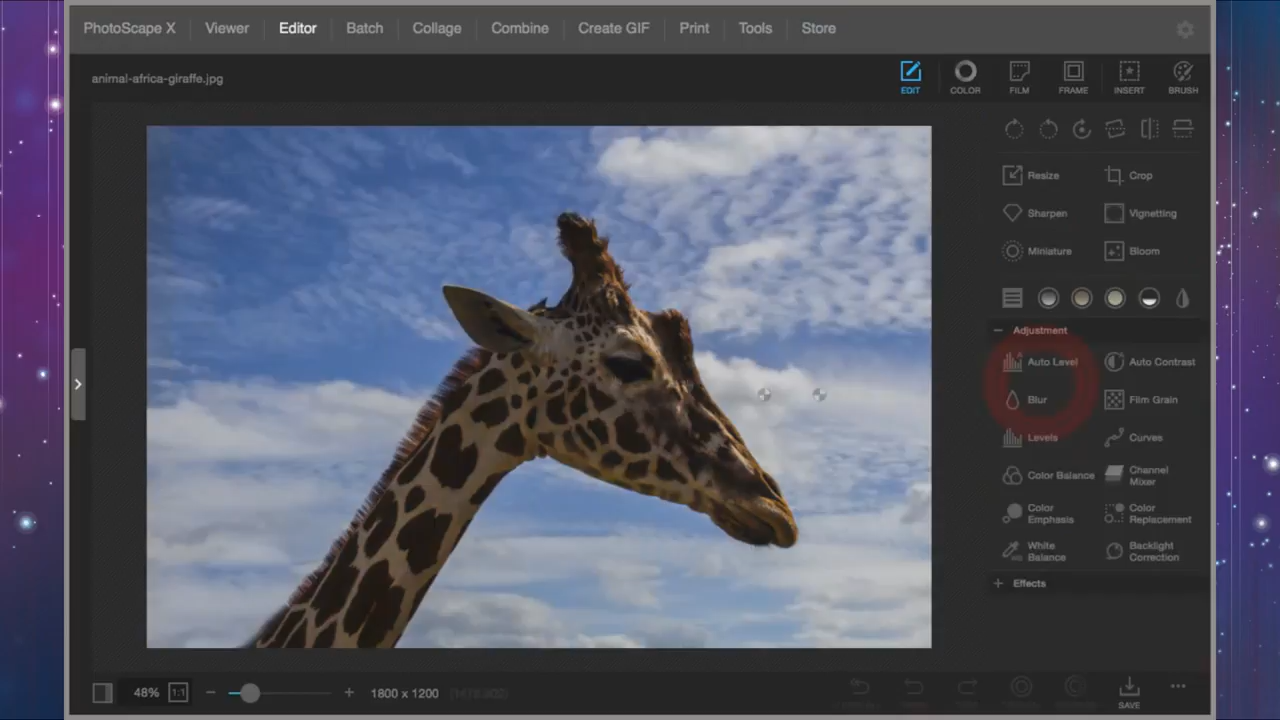 PhotoScape X Viewer Editor Batch Collage Combine Create GIF Print Tools Store
animal-africa-giraffe.jpg
EDIT COLOR FILM FRAME INSERT BRUSH
Resize Crop
Sharpen Vignetting
Miniature Bloom
Adjustment
Auto Level Auto Contrast
Blur Film Grain
Levels Curves
Color Balance Channel
Mixer
Color
Emphasis
Color
Replacement
White
Balance
Backlight
Correction
Effects
48% 1:1 1800 x 1200
SAVE